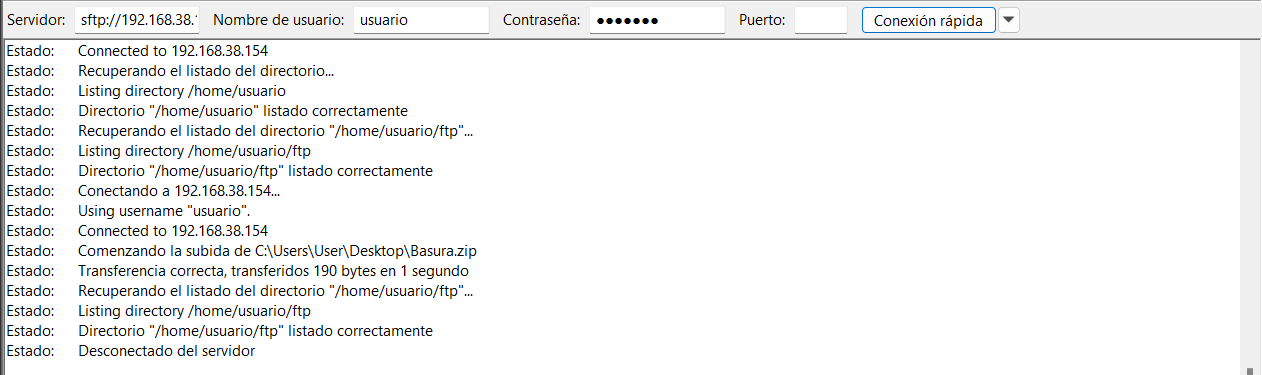 Servidor: sftp://192.168.38. Nombre de usuario: usuario Contraseña: ●●●●●●● Puerto: Conexión rápida
Estado: Connected to 192.168.38.154
Estado: Recuperando el listado del directorio...
Estado: Listing directory /home/usuario
Estado: Directorio "/home/usuario" listado correctamente
Estado: Recuperando el listado del directorio "/home/usuario/ftp"...
Estado: Listing directory /home/usuario/ftp
Estado: Directorio "/home/usuario/ftp" listado correctamente
Estado: Conectando a 192.168.38.154...
Estado: Using username "usuario".
Estado: Connected to 192.168.38.154
Estado: Comenzando la subida de C:\Users\User\Desktop\Basura.zip
Estado: Transferencia correcta, transferidos 190 bytes en 1 segundo
Estado: Recuperando el listado del directorio "/home/usuario/ftp"...
Estado: Listing directory /home/usuario/ftp
Estado: Directorio "/home/usuario/ftp" listado correctamente
Estado: Desconectado del servidor